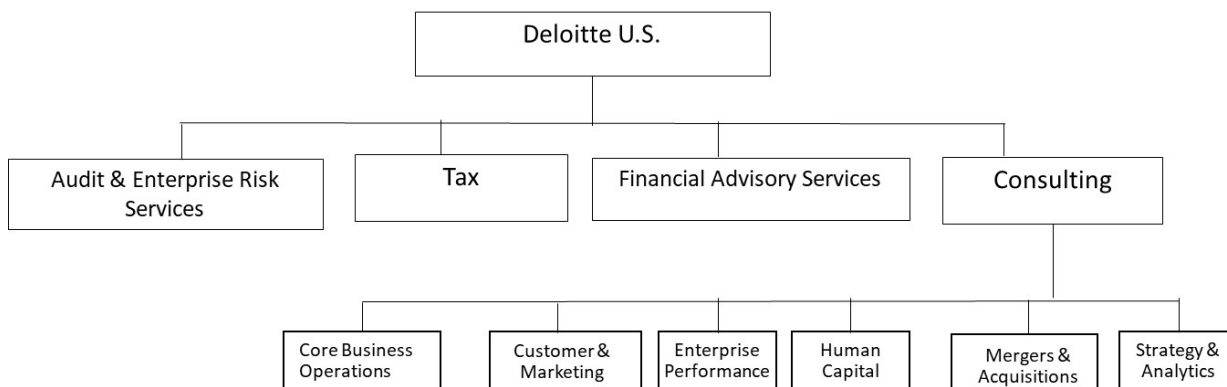 Deloitte U.S.
Audit & Enterprise Risk
Services
Tax
Financial Advisory Services
Consulting
Core Business
Operations
Customer &
Marketing
Enterprise
Performance
Human
Capital
Mergers &
Acquisitions
Strategy &
Analytics